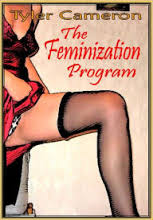 Tyler Cameron
The
Feminization
Program